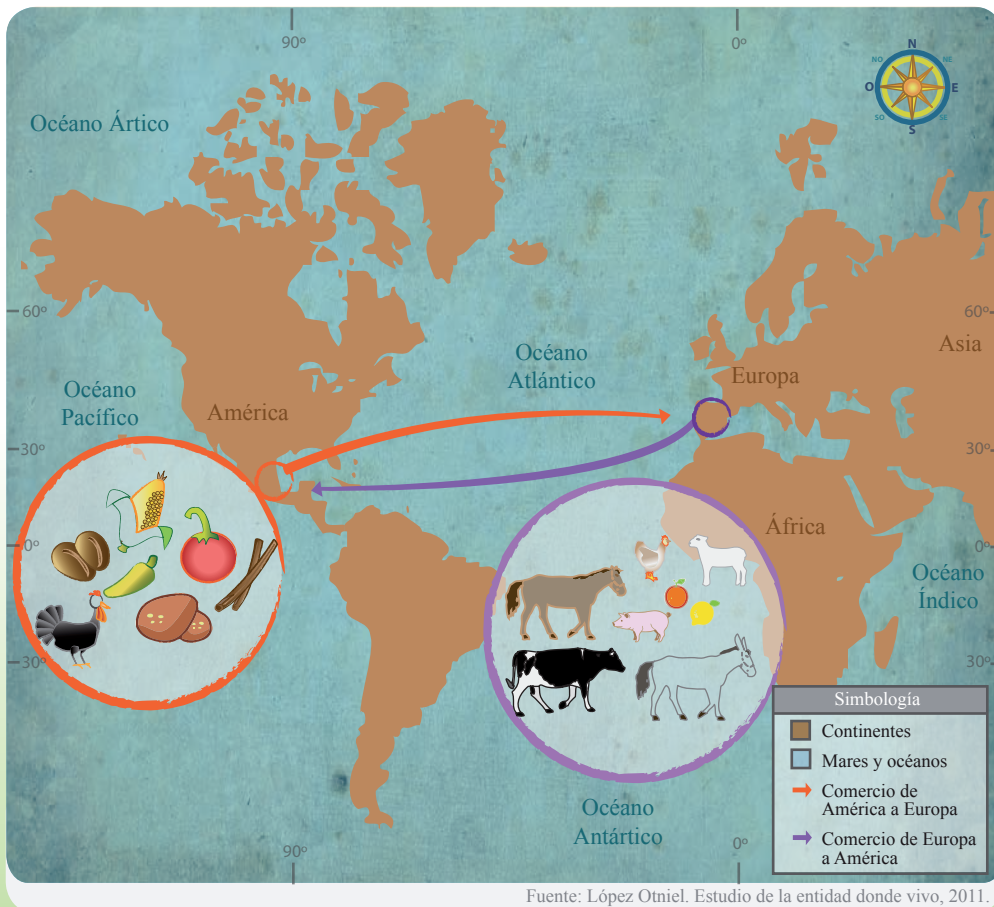 90º
0º
N
NO
NE
O
E
SO
SE
S
Océano Ártico
60º
60º
Asia
Océano
Atlántico
Europa
Océano
Pacífico
América
30º
30º
África
0º
0º
Océano
Índico
30º
30º
Simbología
Continentes
Mares y océanos
Comercio de
América a Europa
Comercio de Europa
a América
Océano
Antártico
90º
0º
Fuente: López Otniel. Estudio de la entidad donde vivo, 2011.